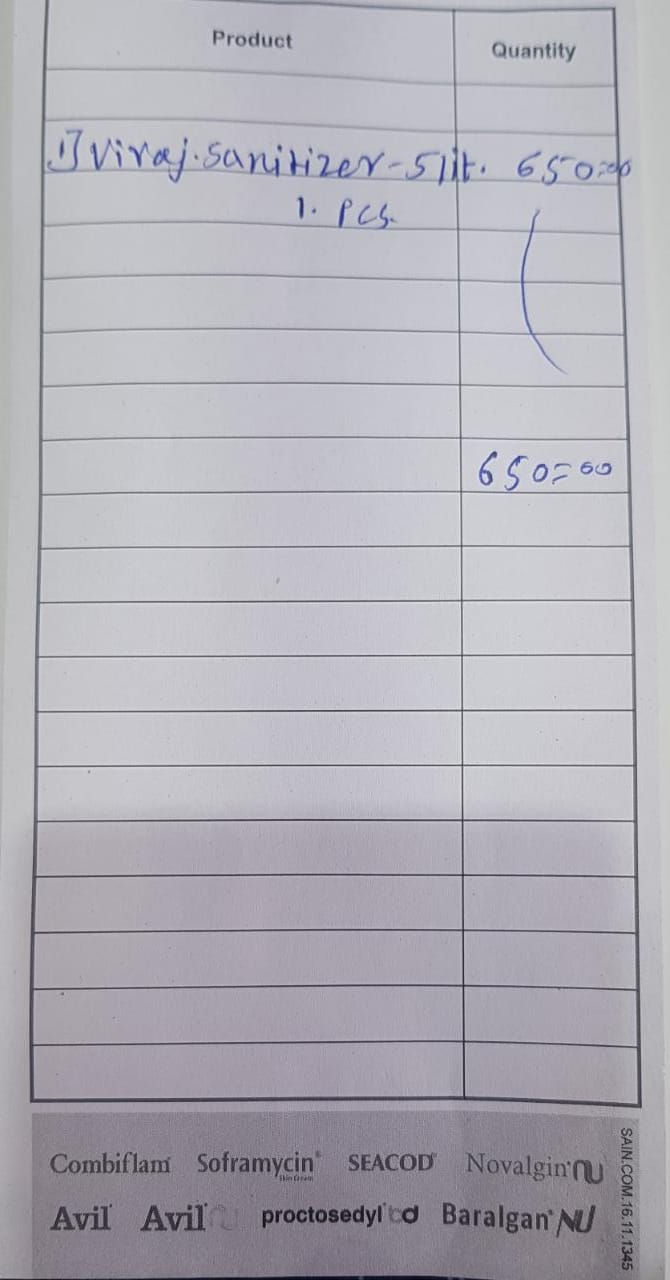 Product Quantity
1] Viraj. Sanitizer - 5 lit. 650=00
1. Pcs.
650=00
Combiflam Soframycin SEACOD Novalgin NU
Skin Cream
Avil Avil NU proctosedyl bd Baralgan NU
SAIN.COM.16.11.1345